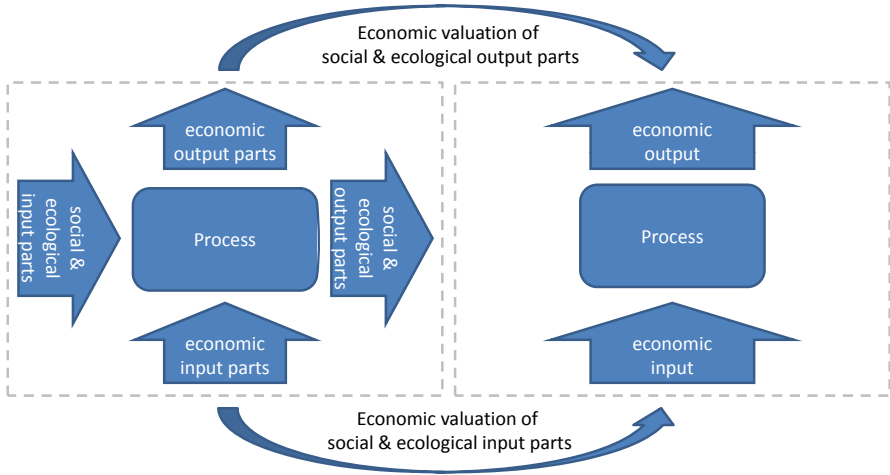 Economic valuation of
social & ecological output parts
economic
output parts
social &
ecological
input parts
Process
social &
ecological
output parts
economic
input parts
economic
output
Process
economic
input
Economic valuation of
social & ecological input parts